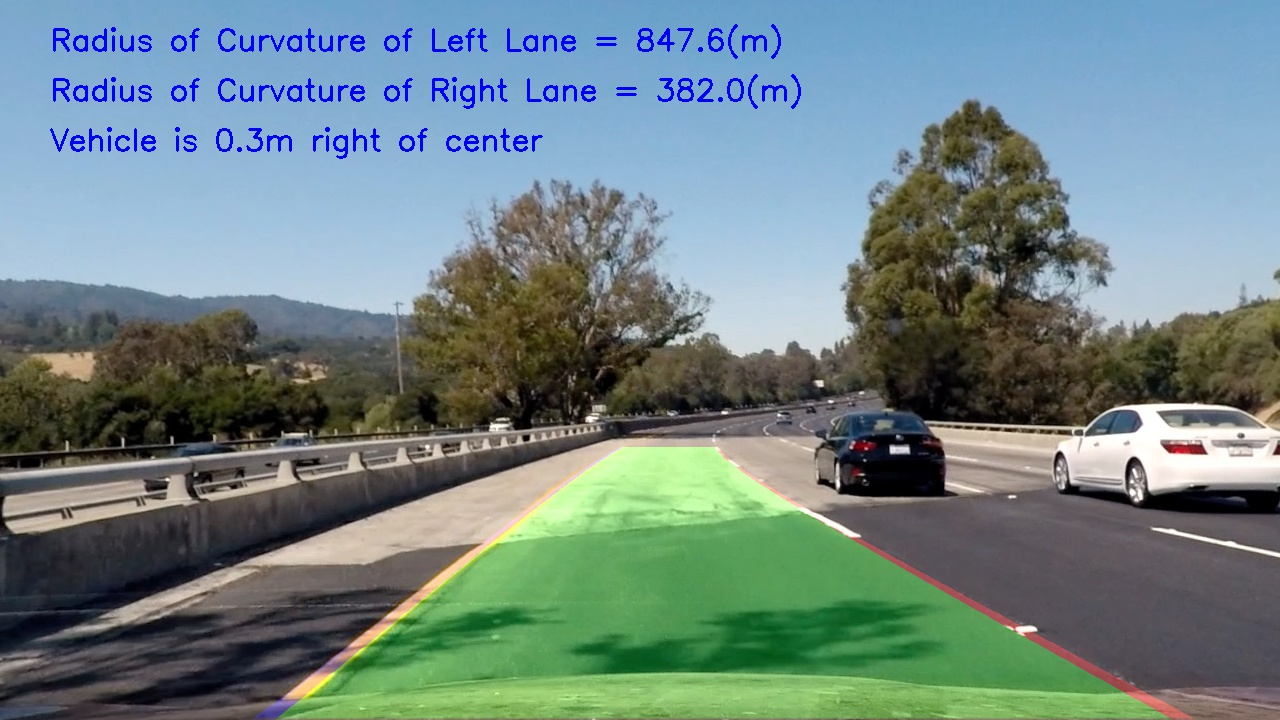 Radius of Curvature of Left Lane = 847.6(m)
Radius of Curvature of Right Lane = 382.0(m)
Vehicle is 0.3m right of center